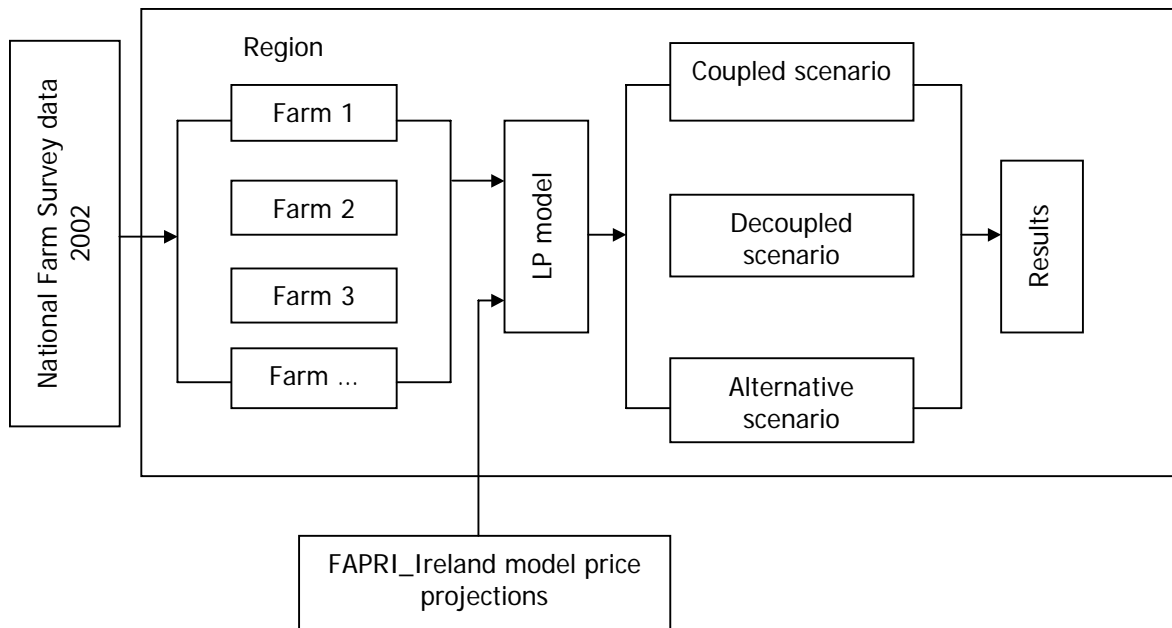 National Farm Survey data
2002
Region
Farm 1
Farm 2
Farm 3
Farm ...
LP model
Coupled scenario
Decoupled
scenario
Alternative
scenario
Results
FAPRI_Ireland model price
projections